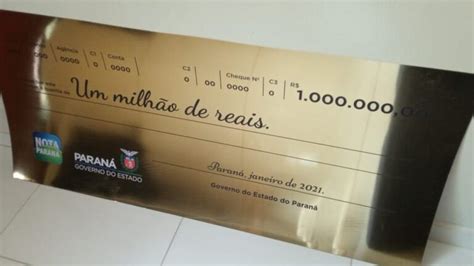 Agência C1 Conta C2 Cheque Nº C3 R$
0000 0 0000 0 00 0000 0 1.000.000,00
Um milhão de reais.
NOTA
PARANÁ
PARANÁ
GOVERNO DO ESTADO
Paraná, janeiro de 2021.
Governo do Estado do Paraná